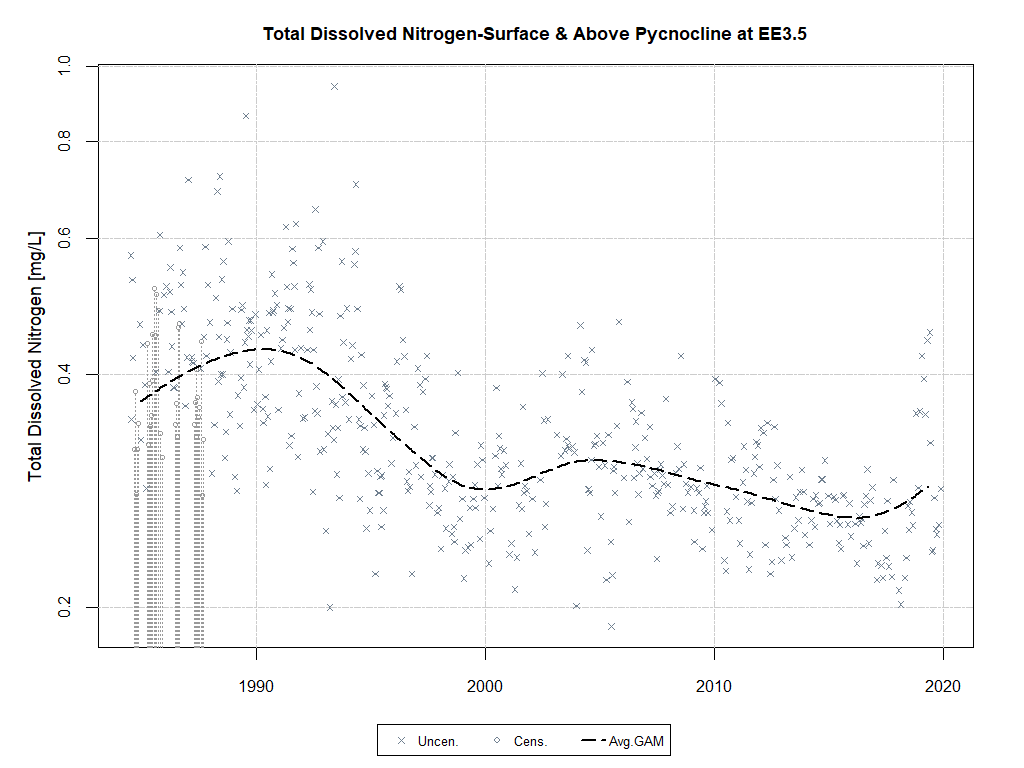 Total Dissolved Nitrogen-Surface & Above Pycnocline at EE3.5
Total Dissolved Nitrogen [mg/L]
1.0
0.8
0.6
0.4
0.2
1990 2000 2010 2020
Uncen. Cens. Avg.GAM